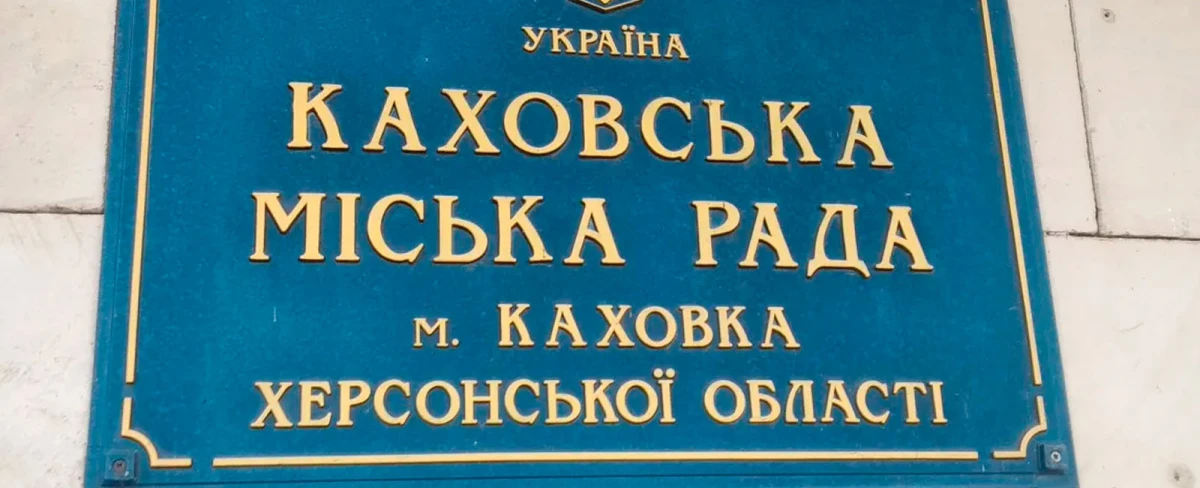 УКРАЇНА
КАХОВСЬКА
МІСЬКА РАДА
м. КАХОВКА
ХЕРСОНСЬКОЇ ОБЛАСТІ